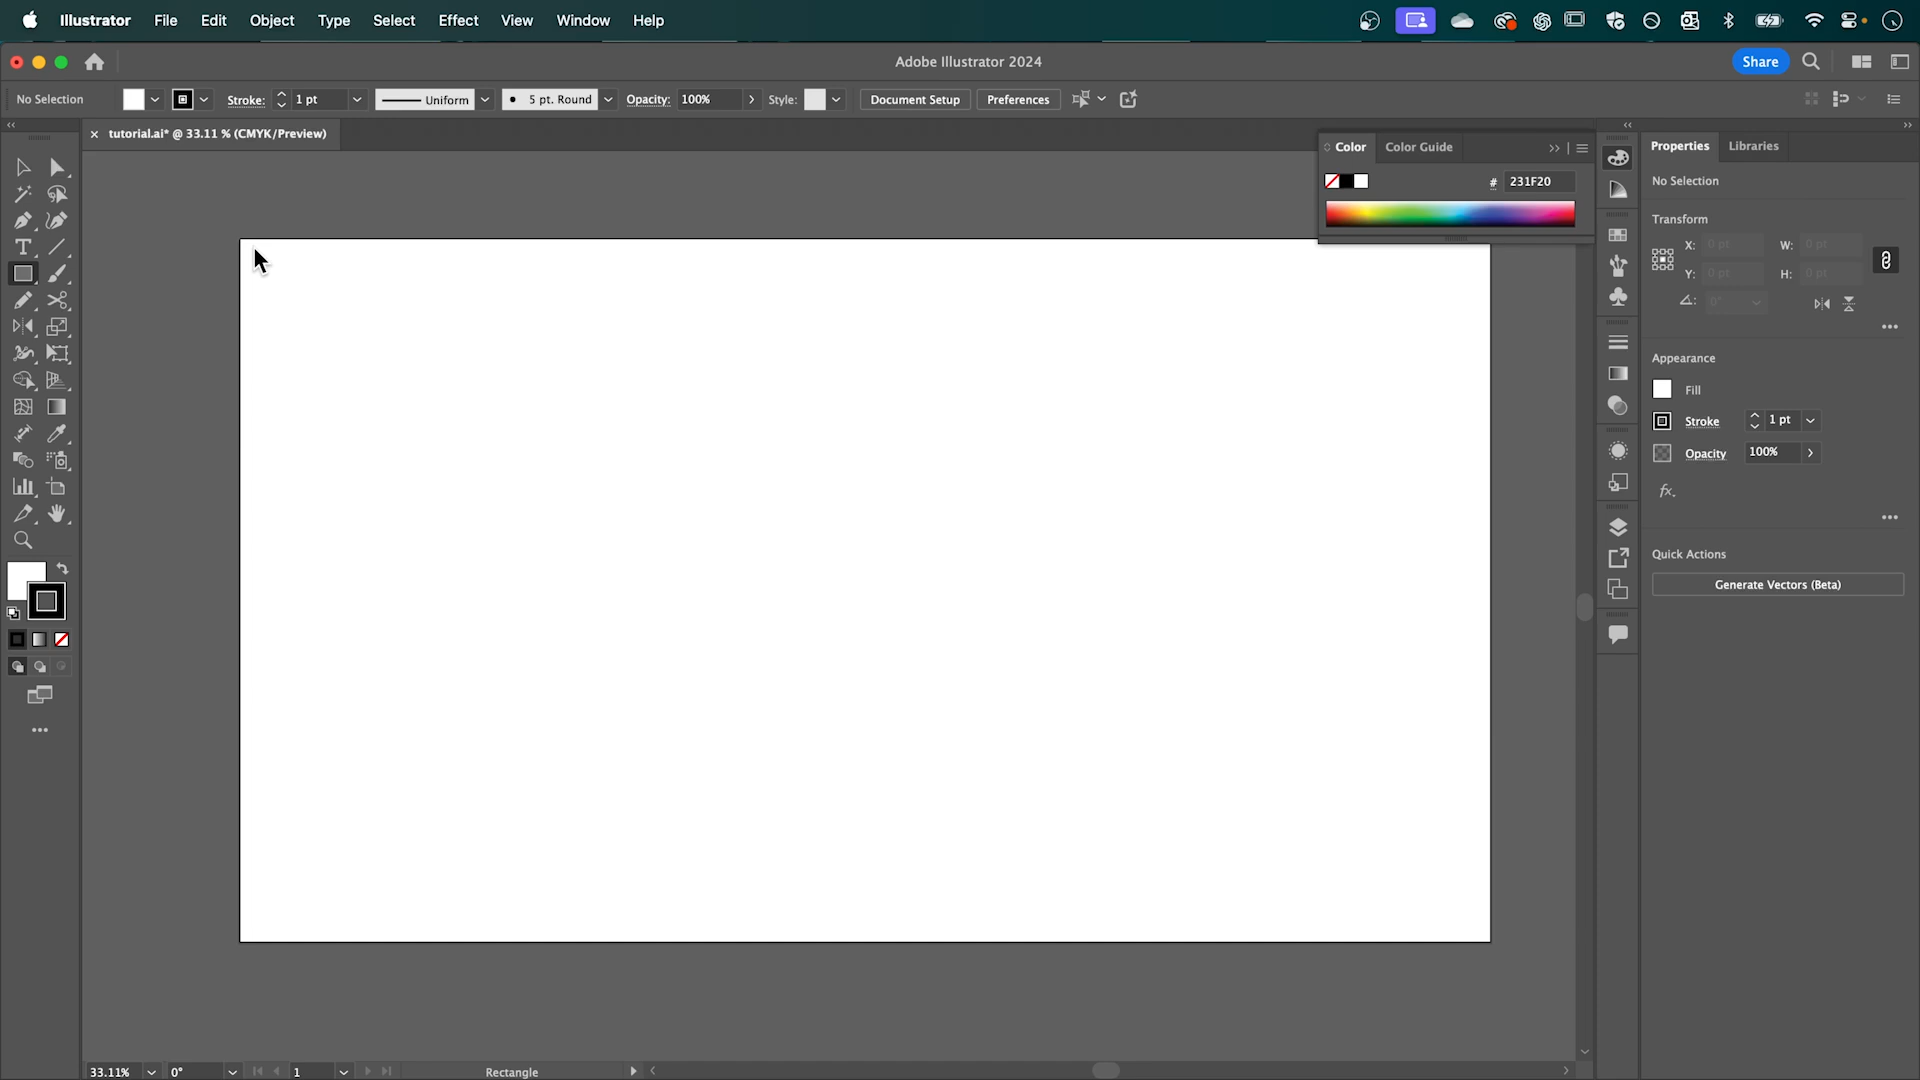 Illustrator File Edit Object Type Select Effect View Window Help
Adobe Illustrator 2024
Share
No Selection
Stroke: 1 pt
Uniform
5 pt. Round
Opacity: 100%
Style:
Document Setup
Preferences
tutorial.ai* @ 33.11 % (CMYK/Preview)
Color
Color Guide
# 231F20
Properties
Libraries
No Selection
Transform
X: 0 pt W: 0 pt
Y: 0 pt H: 0 pt
0°
Appearance
Fill
Stroke 1 pt
Opacity 100%
fx.
Quick Actions
Generate Vectors (Beta)
33.11% 0° 1 Rectangle